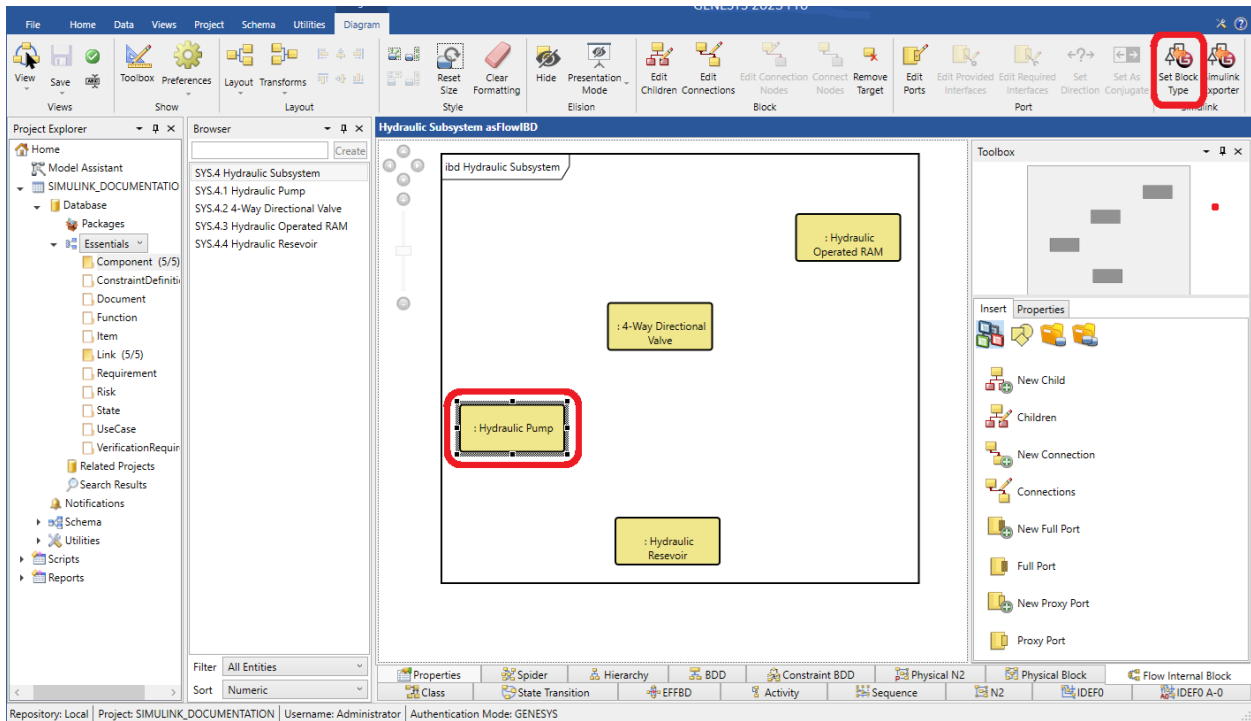 GENESYS 2023 F10
File Home Data Views Project Schema Utilities Diagram
View
Save
Toolbox Preferences
Layout Transforms
Reset Size
Clear Formatting
Hide
Presentation Mode
Edit Children
Edit Connections
Edit Connection Nodes
Connect Nodes
Remove Target
Edit Ports
Edit Provided Interfaces
Edit Required Interfaces
Set Direction
Set As Conjugate
Set Block Type
Simulink Exporter
Views Show Layout Style Elision Block Port
Project Explorer
Home
Model Assistant
SIMULINK_DOCUMENTATIO
Database
Packages
Essentials
Component (5/5)
ConstraintDefiniti
Document
Function
Item
Link (5/5)
Requirement
Risk
State
UseCase
VerificationRequir
Related Projects
Search Results
Notifications
Schema
Utilities
Scripts
Reports
Browser
Create
SYS.4 Hydraulic Subsystem
SYS.4.1 Hydraulic Pump
SYS.4.2 4-Way Directional Valve
SYS.4.3 Hydraulic Operated RAM
SYS.4.4 Hydraulic Resevoir
Filter All Entities
Sort Numeric
Hydraulic Subsystem asFlowIBD
ibd Hydraulic Subsystem
: Hydraulic
Operated RAM
: 4-Way Directional
Valve
: Hydraulic Pump
: Hydraulic
Resevoir
Toolbox
Insert Properties
New Child
Children
New Connection
Connections
New Full Port
Full Port
New Proxy Port
Proxy Port
Properties Spider Hierarchy BDD Constraint BDD Physical N2 Physical Block Flow Internal Block
Class State Transition EFFBD Activity Sequence N2 IDEF0 IDEF0 A-0
Repository: Local Project: SIMULINK_DOCUMENTATION Username: Administrator Authentication Mode: GENESYS